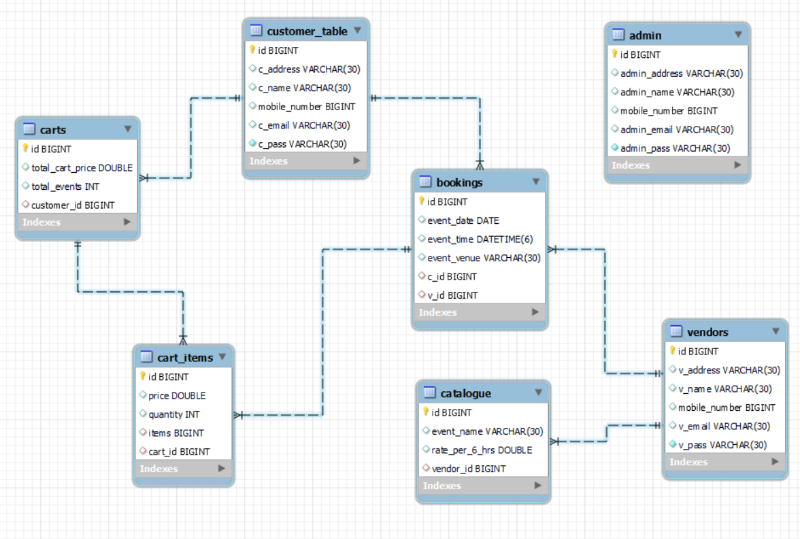 customer_table
id BIGINT
c_address VARCHAR(30)
c_name VARCHAR(30)
mobile_number BIGINT
c_email VARCHAR(30)
c_pass VARCHAR(30)
Indexes
admin
id BIGINT
admin_address VARCHAR(30)
admin_name VARCHAR(30)
mobile_number BIGINT
admin_email VARCHAR(30)
admin_pass VARCHAR(30)
Indexes
carts
id BIGINT
total_cart_price DOUBLE
total_events INT
customer_id BIGINT
Indexes
bookings
id BIGINT
event_date DATE
event_time DATETIME(6)
event_venue VARCHAR(30)
c_id BIGINT
v_id BIGINT
Indexes
cart_items
id BIGINT
price DOUBLE
quantity INT
items BIGINT
cart_id BIGINT
Indexes
catalogue
id BIGINT
event_name VARCHAR(30)
rate_per_6_hrs DOUBLE
vendor_id BIGINT
Indexes
vendors
id BIGINT
v_address VARCHAR(30)
v_name VARCHAR(30)
mobile_number BIGINT
v_email VARCHAR(30)
v_pass VARCHAR(30)
Indexes